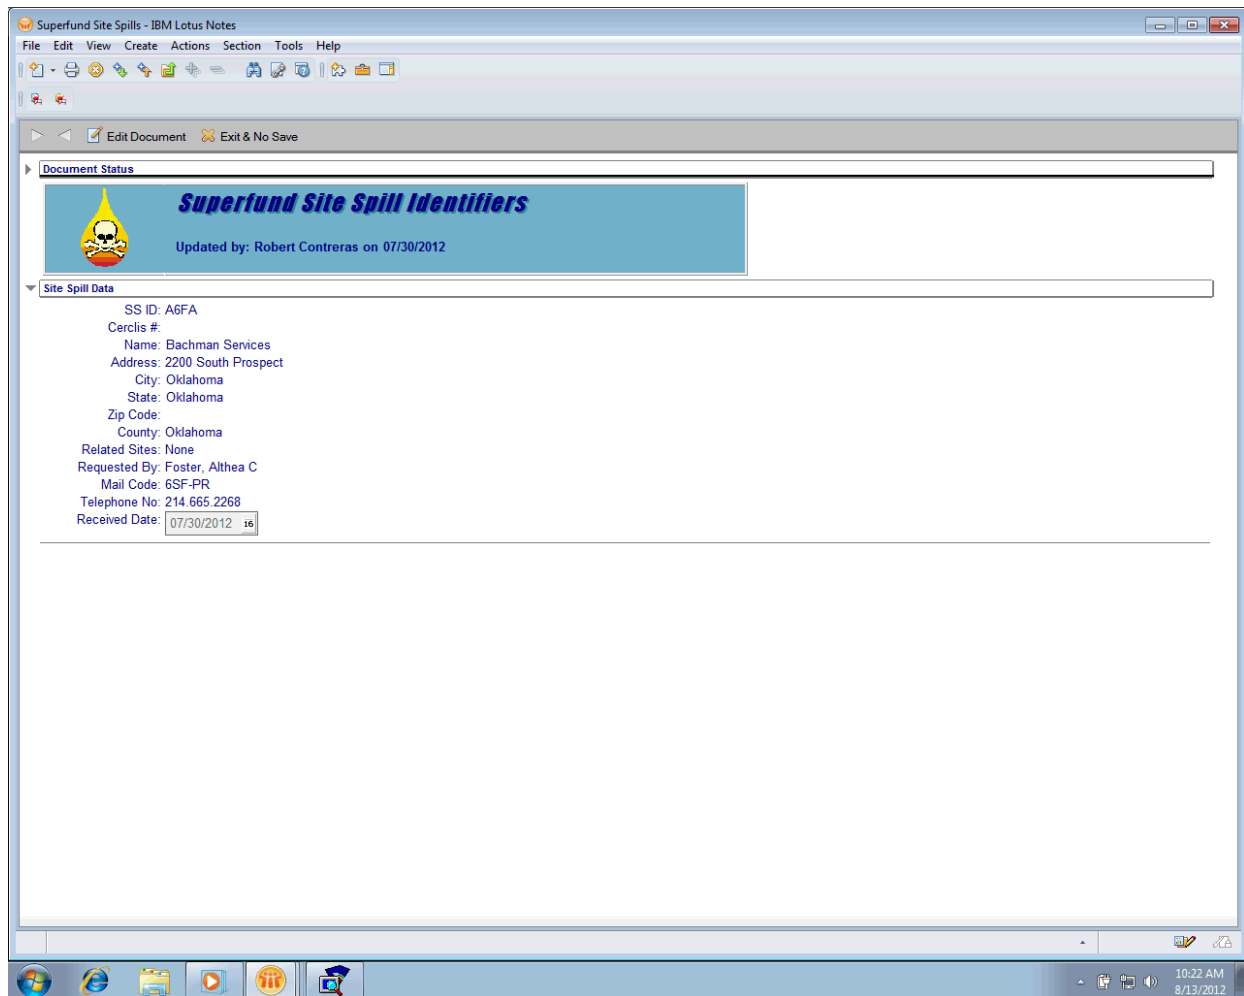 Superfund Site Spills - IBM Lotus Notes
File Edit View Create Actions Section Tools Help
Edit Document Exit & No Save
Document Status
Superfund Site Spill Identifiers
Updated by: Robert Contreras on 07/30/2012
Site Spill Data
SS ID: A6FA
Cerclis #:
Name: Bachman Services
Address: 2200 South Prospect
City: Oklahoma
State: Oklahoma
Zip Code:
County: Oklahoma
Related Sites: None
Requested By: Foster, Althea C
Mail Code: 6SF-PR
Telephone No: 214.665.2268
Received Date: 07/30/2012 16
10:22 AM
8/13/2012